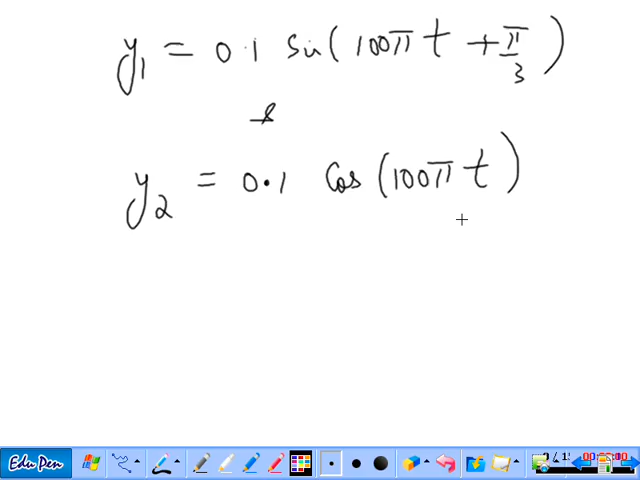 y₁ = 0.1 sin(100π t + π/3)
&
y₂ = 0.1 cos(100π t)
Edu Pen